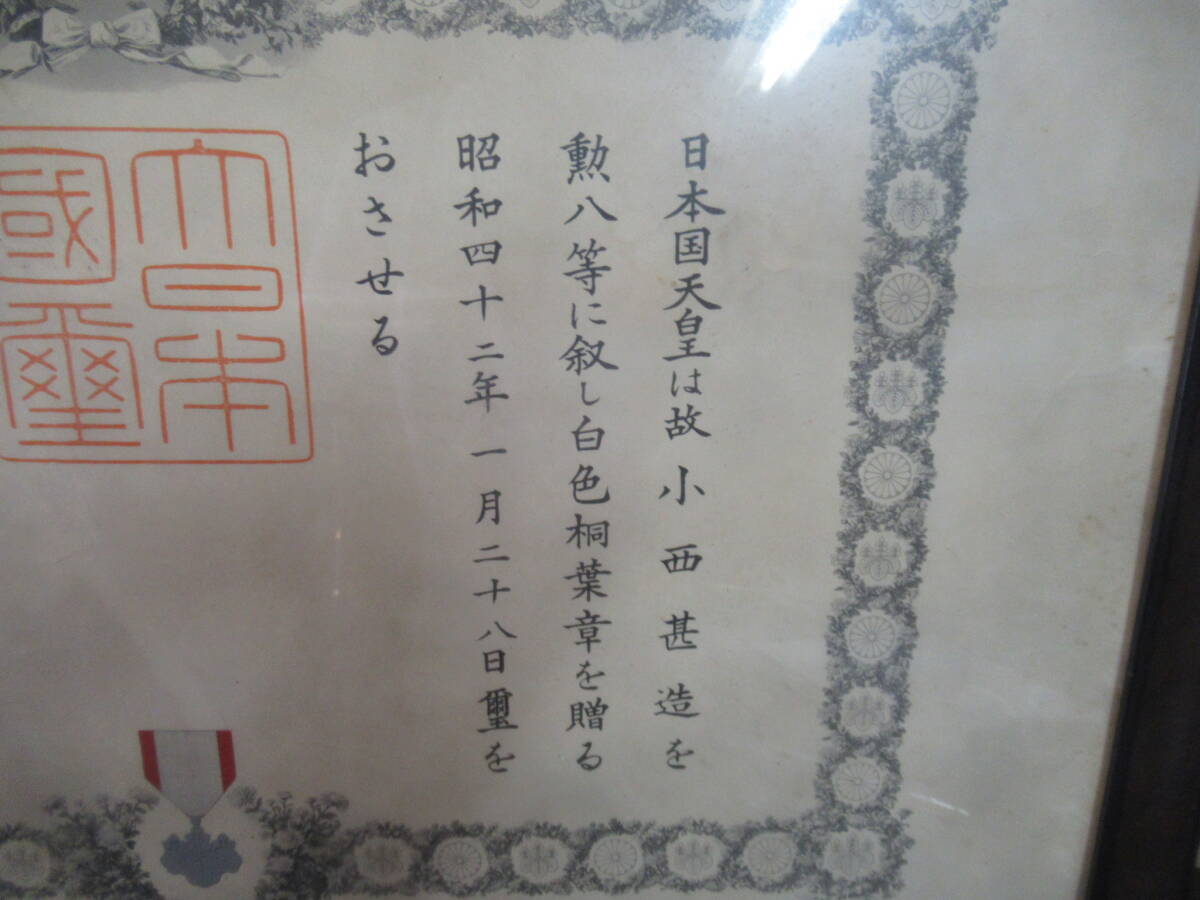 日本国天皇は故小西甚造を
勲八等に叙し白色桐葉章を贈る
昭和四十二年一月二十八日璽を
おさせる
大日本
國璽